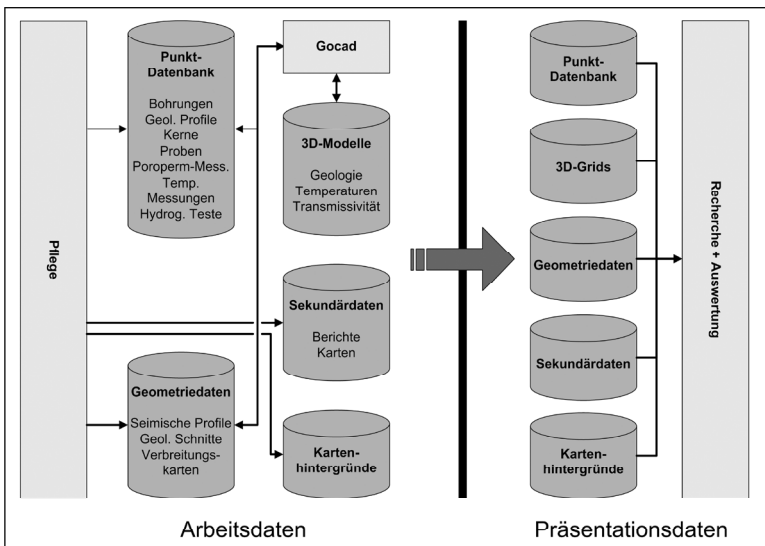 Pflege
Punkt-
Datenbank
Bohrungen
Geol. Profile
Kerne
Proben
Poroperm-Mess.
Temp.
Messungen
Hydrog. Teste
Geometriedaten
Seimische Profile
Geol. Schnitte
Verbreitungs-
karten
Gocad
3D-Modelle
Geologie
Temperaturen
Transmissivität
Sekundärdaten
Berichte
Karten
Karten-
hintergründe
Arbeitsdaten
Punkt-
Datenbank
3D-Grids
Geometriedaten
Sekundärdaten
Karten-
hintergründe
Recherche + Auswertung
Präsentationsdaten